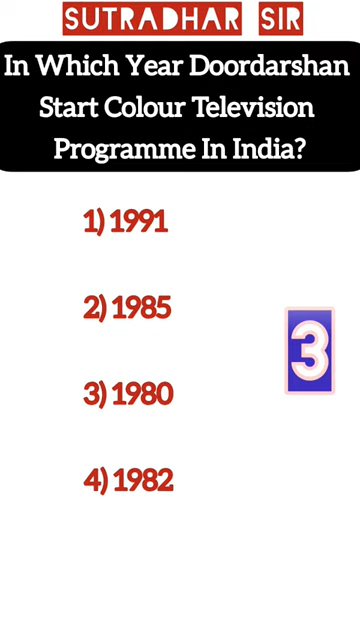 SUTRADHAR SIR
In Which Year Doordarshan
Start Colour Television
Programme In India?
1) 1991
2) 1985
3) 1980
3
4) 1982